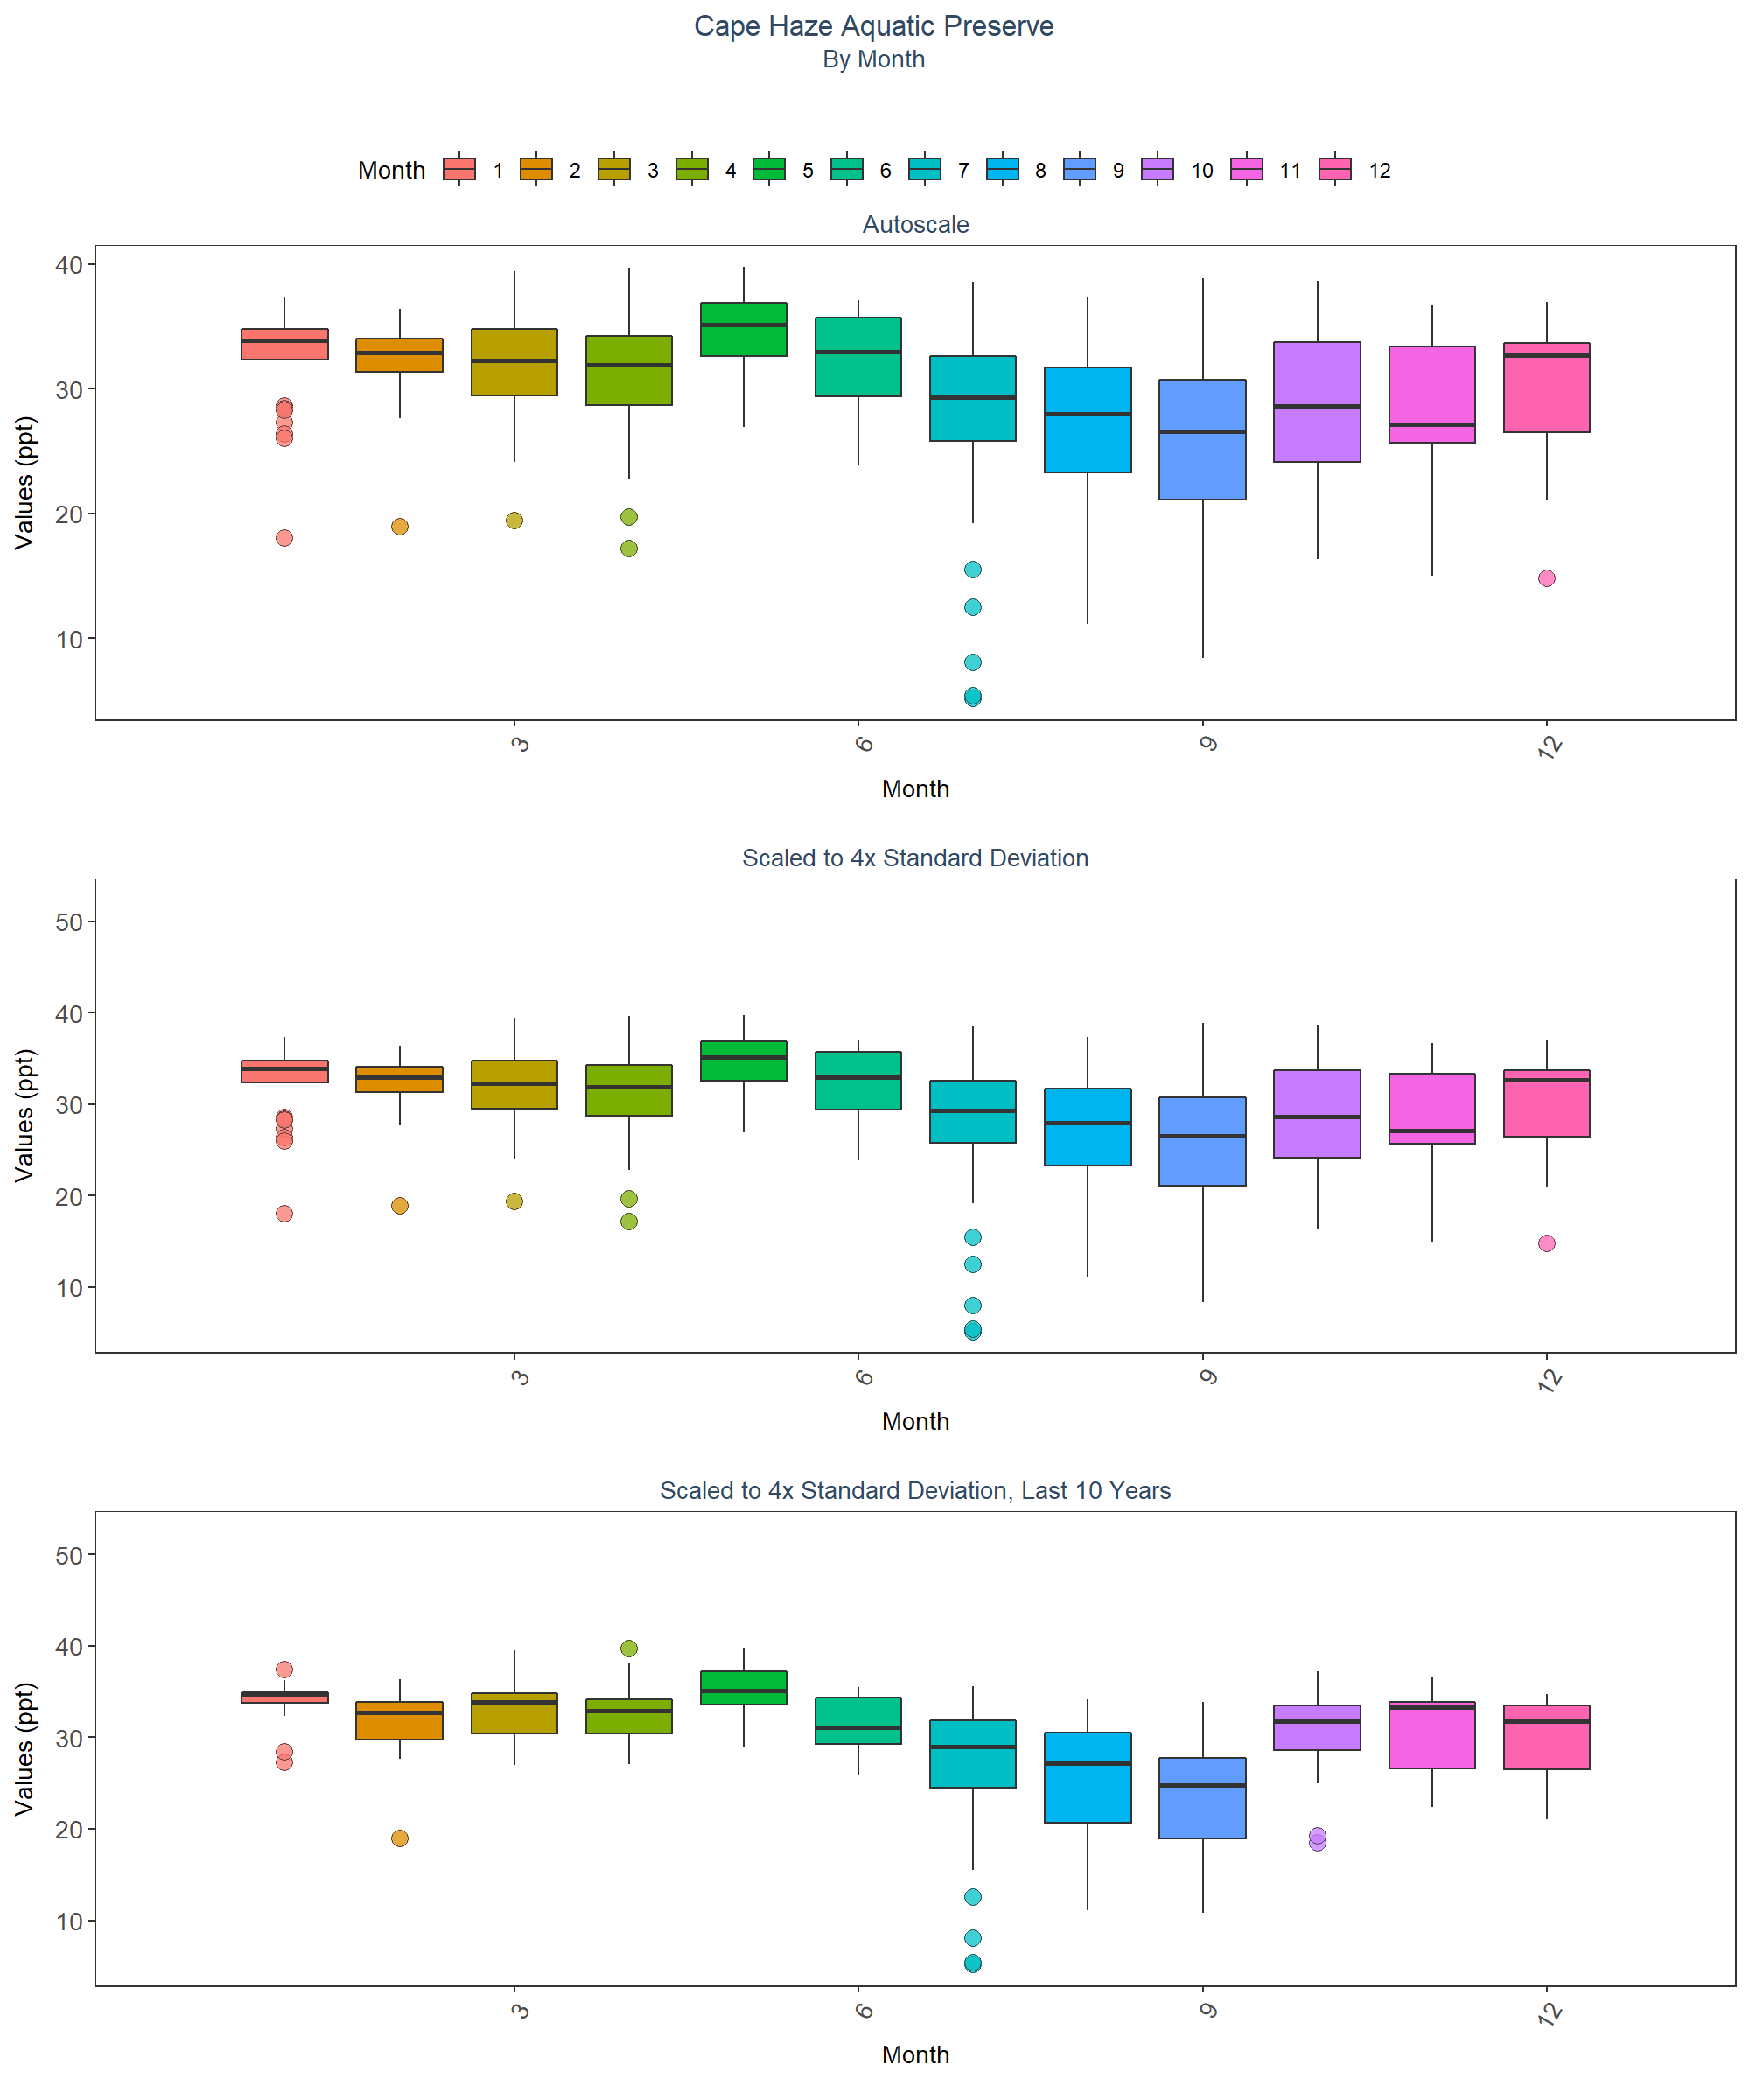 Cape Haze Aquatic Preserve
By Month
Month 1 2 3 4 5 6 7 8 9 10 11 12
Autoscale
Values (ppt)
40
30
20
10
3 6 9 12
Month
Scaled to 4x Standard Deviation
Values (ppt)
50
40
30
20
10
3 6 9 12
Month
Scaled to 4x Standard Deviation, Last 10 Years
Values (ppt)
50
40
30
20
10
3 6 9 12
Month